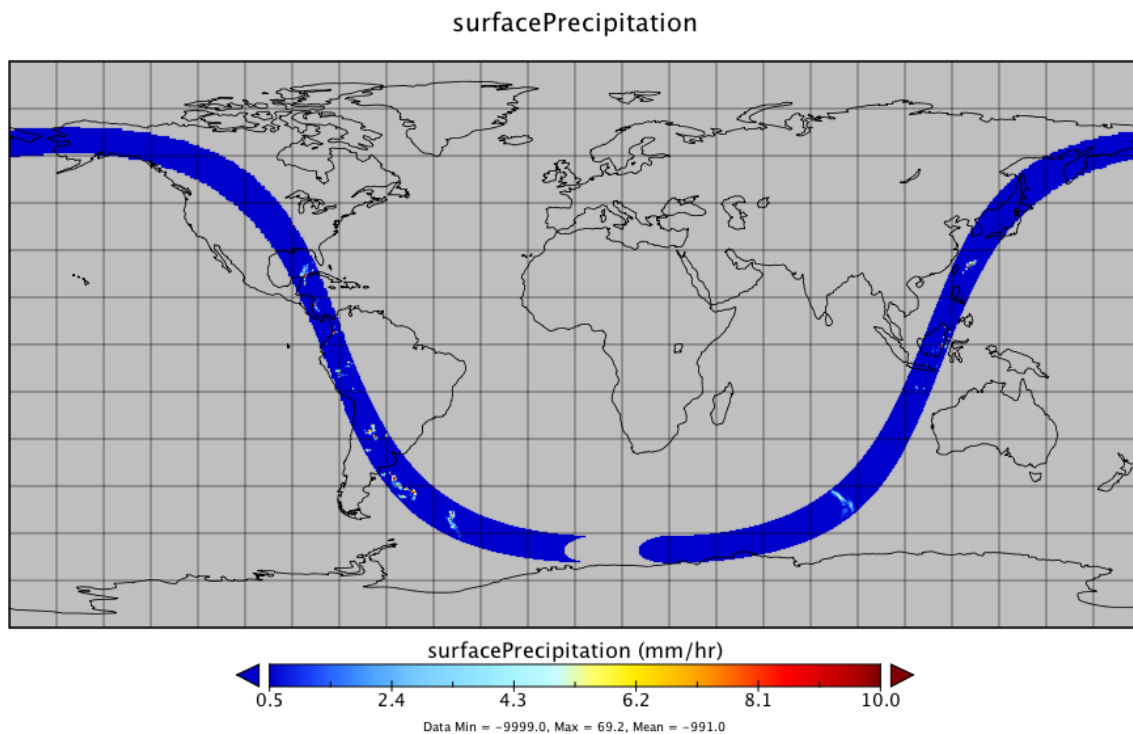 surfacePrecipitation
surfacePrecipitation (mm/hr)
0.5 2.4 4.3 6.2 8.1 10.0
Data Min = -9999.0, Max = 69.2, Mean = -991.0